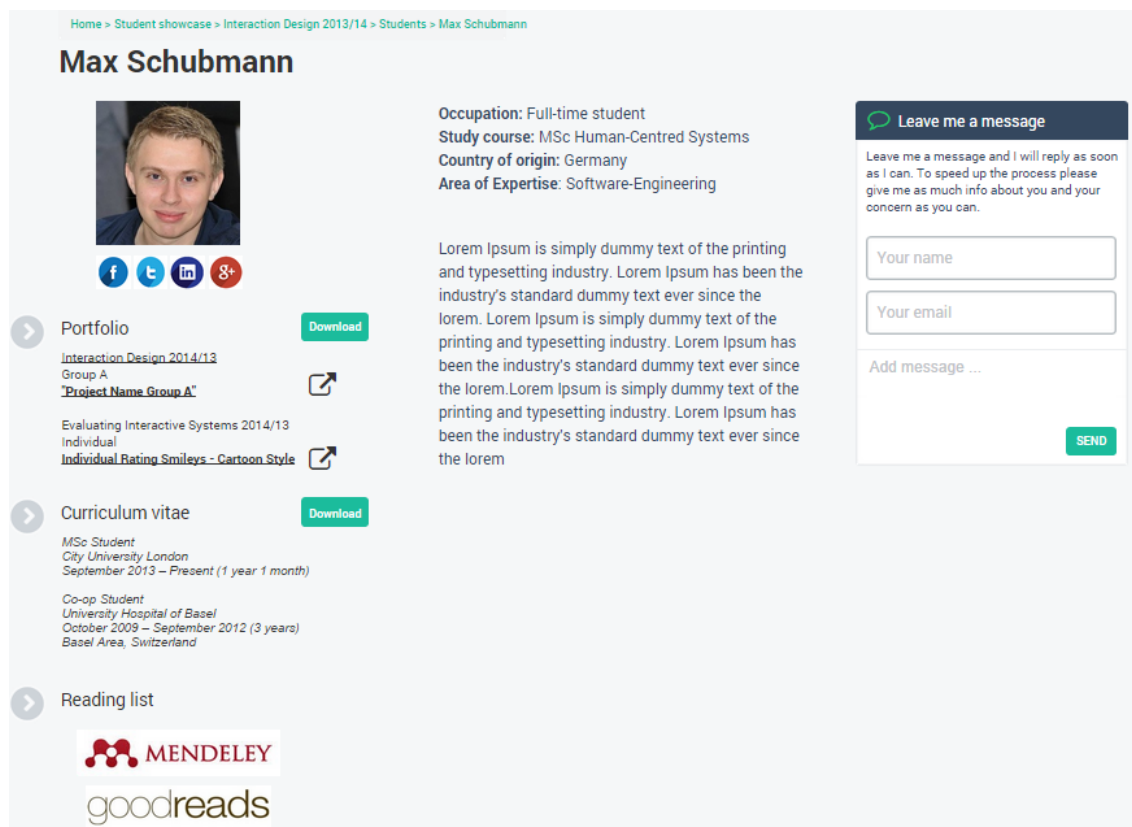 Home > Student showcase > Interaction Design 2013/14 > Students > Max Schubmann
Max Schubmann
f t in 8+
Portfolio
Download
Interaction Design 2014/13
Group A
"Project Name Group A"
Evaluating Interactive Systems 2014/13
Individual
Individual Rating Smileys - Cartoon Style
Curriculum vitae
Download
MSc Student
City University London
September 2013 – Present (1 year 1 month)
Co-op Student
University Hospital of Basel
October 2009 – September 2012 (3 years)
Basel Area, Switzerland
Reading list
MENDELEY
goodreads
Occupation: Full-time student
Study course: MSc Human-Centred Systems
Country of origin: Germany
Area of Expertise: Software-Engineering
Lorem Ipsum is simply dummy text of the printing
and typesetting industry. Lorem Ipsum has been the
industry's standard dummy text ever since the
lorem. Lorem Ipsum is simply dummy text of the
printing and typesetting industry. Lorem Ipsum has
been the industry's standard dummy text ever since
the lorem.Lorem Ipsum is simply dummy text of the
printing and typesetting industry. Lorem Ipsum has
been the industry's standard dummy text ever since
the lorem
Leave me a message
Leave me a message and I will reply as soon
as I can. To speed up the process please
give me as much info about you and your
concern as you can.
Your name
Your email
Add message ...
SEND